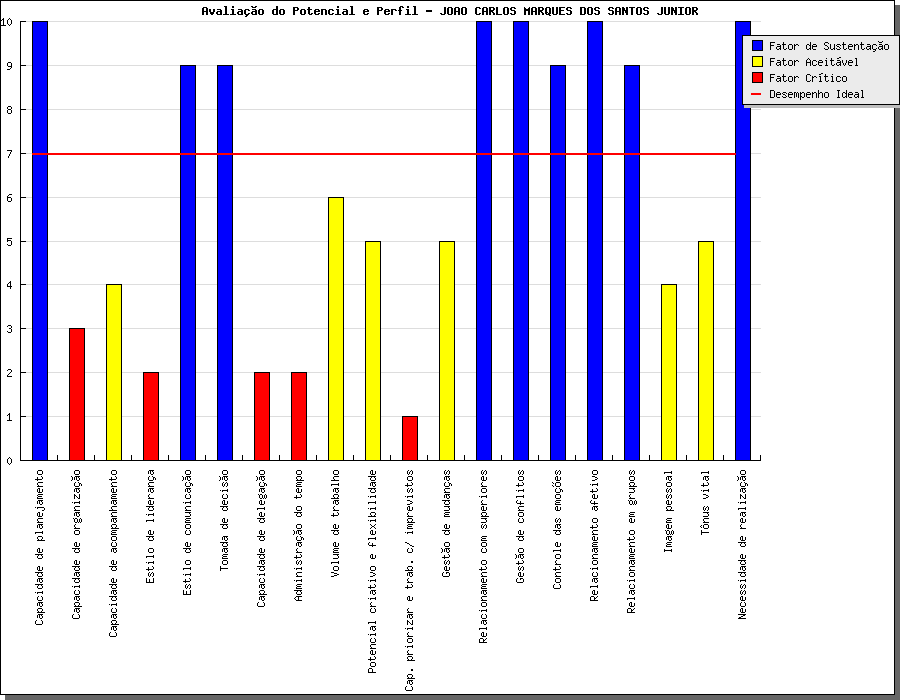 Avaliação do Potencial e Perfil - JOAO CARLOS MARQUES DOS SANTOS JUNIOR
Fator de Sustentação
Fator Aceitável
Fator Crítico
Desempenho Ideal
10
9
8
7
6
5
4
3
2
1
0
Capacidade de planejamento
Capacidade de organização
Capacidade de acompanhamento
Estilo de liderança
Estilo de comunicação
Tomada de decisão
Capacidade de delegação
Administração do tempo
Volume de trabalho
Potencial criativo e flexibilidade
Cap. priorizar e trab. c/ imprevistos
Gestão de mudanças
Relacionamento com superiores
Gestão de conflitos
Controle das emoções
Relacionamento afetivo
Relacionamento em grupos
Imagem pessoal
Tônus vital
Necessidade de realização